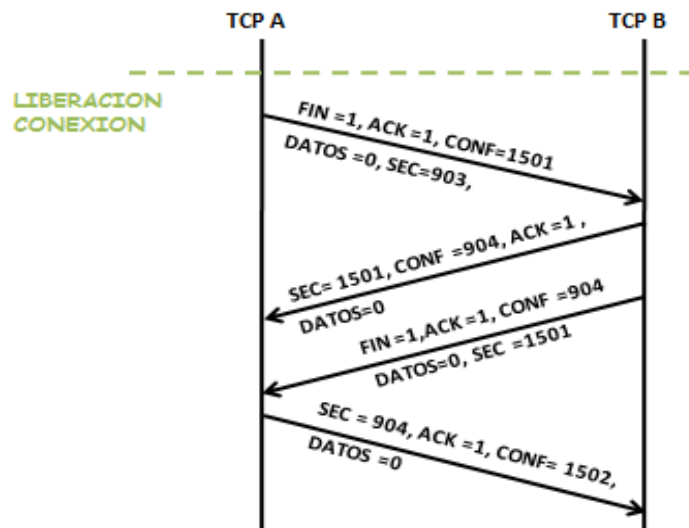 TCP A
TCP B
LIBERACION
CONEXION
FIN =1, ACK =1, CONF=1501
DATOS =0, SEC=903,
SEC= 1501, CONF =904, ACK =1 ,
DATOS=0
FIN =1,ACK =1, CONF =904
DATOS=0, SEC =1501
SEC = 904, ACK =1, CONF= 1502,
DATOS =0